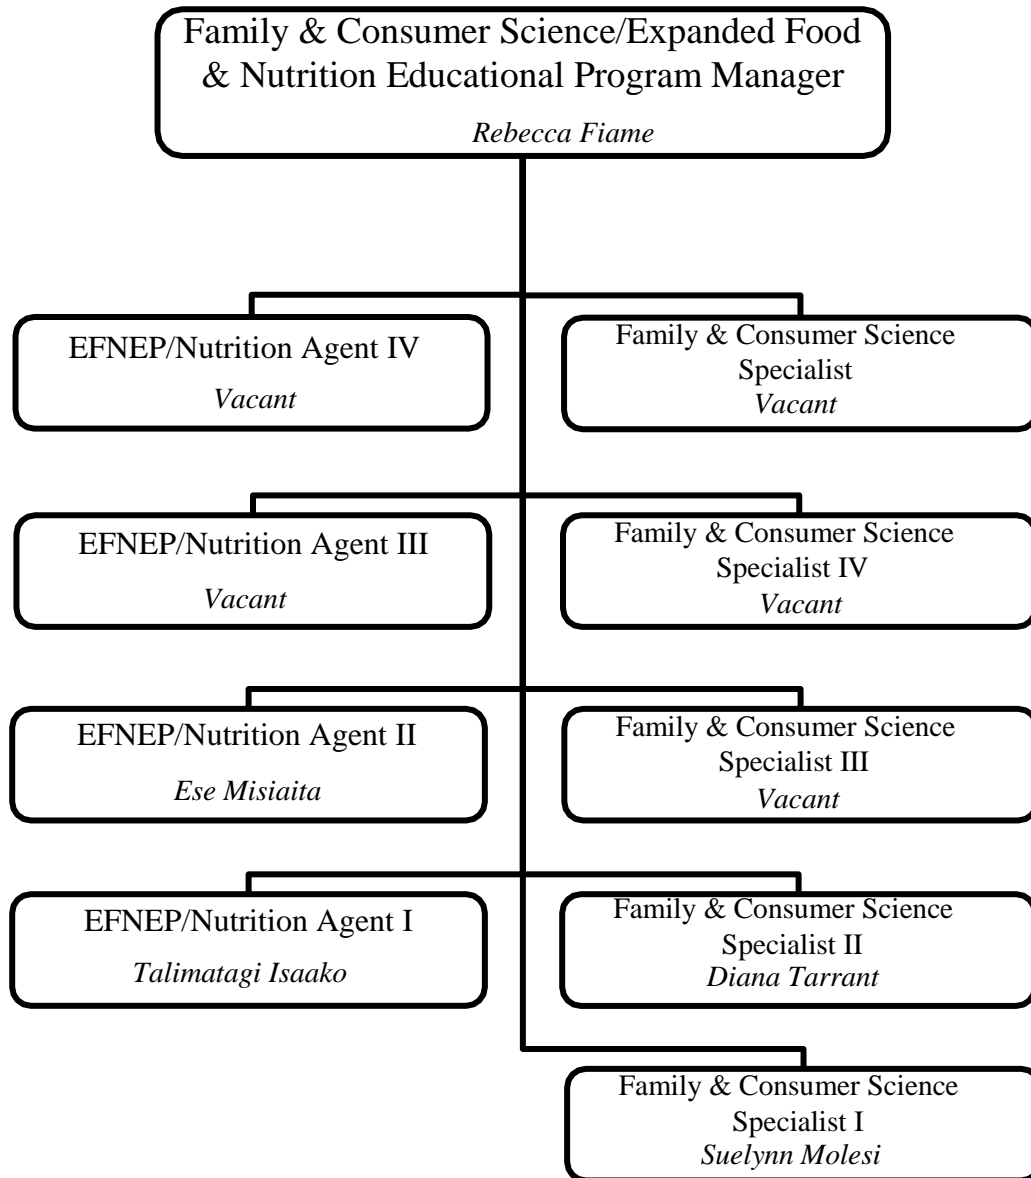 Family & Consumer Science/Expanded Food
& Nutrition Educational Program Manager
Rebecca Fiame
EFNEP/Nutrition Agent IV
Vacant
Family & Consumer Science
Specialist
Vacant
EFNEP/Nutrition Agent III
Vacant
Family & Consumer Science
Specialist IV
Vacant
EFNEP/Nutrition Agent II
Ese Misiaita
Family & Consumer Science
Specialist III
Vacant
EFNEP/Nutrition Agent I
Talimatagi Isaako
Family & Consumer Science
Specialist II
Diana Tarrant
Family & Consumer Science
Specialist I
Suelynn Molesi